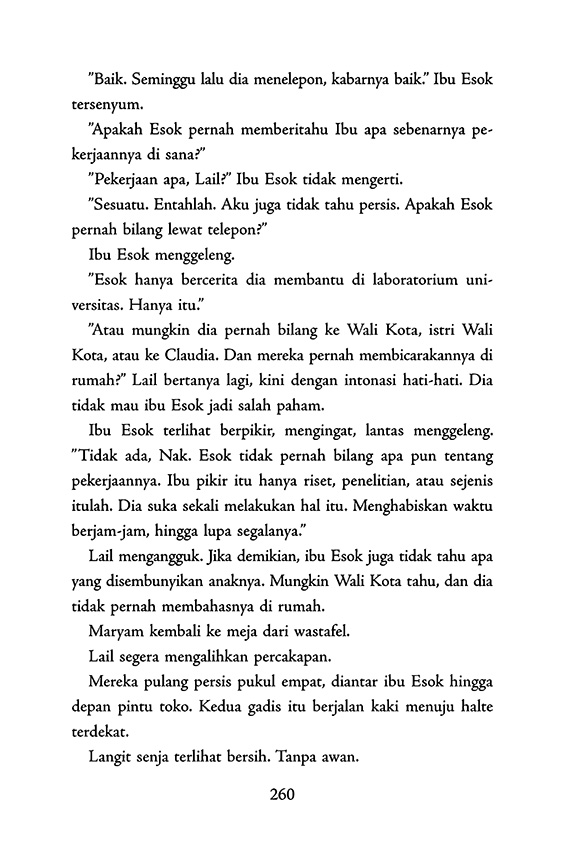 ”Baik. Seminggu lalu dia menelepon, kabarnya baik.” Ibu Esok
tersenyum.
”Apakah Esok pernah memberitahu Ibu apa sebenarnya pe-
kerjaannya di sana?”
”Pekerjaan apa, Lail?” Ibu Esok tidak mengerti.
”Sesuatu. Entahlah. Aku juga tidak tahu persis. Apakah Esok
pernah bilang lewat telepon?”
Ibu Esok menggeleng.
”Esok hanya bercerita dia membantu di laboratorium uni-
versitas. Hanya itu.”
”Atau mungkin dia pernah bilang ke Wali Kota, istri Wali
Kota, atau ke Claudia. Dan mereka pernah membicarakannya di
rumah?” Lail bertanya lagi, kini dengan intonasi hati-hati. Dia
tidak mau ibu Esok jadi salah paham.
Ibu Esok terlihat berpikir, mengingat, lantas menggeleng.
”Tidak ada, Nak. Esok tidak pernah bilang apa pun tentang
pekerjaannya. Ibu pikir itu hanya riset, penelitian, atau sejenis
itulah. Dia suka sekali melakukan hal itu. Menghabiskan waktu
berjam-jam, hingga lupa segalanya.”
Lail mengangguk. Jika demikian, ibu Esok juga tidak tahu apa
yang disembunyikan anaknya. Mungkin Wali Kota tahu, dan dia
tidak pernah membahasnya di rumah.
Maryam kembali ke meja dari wastafel.
Lail segera mengalihkan percakapan.
Mereka pulang persis pukul empat, diantar ibu Esok hingga
depan pintu toko. Kedua gadis itu berjalan kaki menuju halte
terdekat.
Langit senja terlihat bersih. Tanpa awan.
260